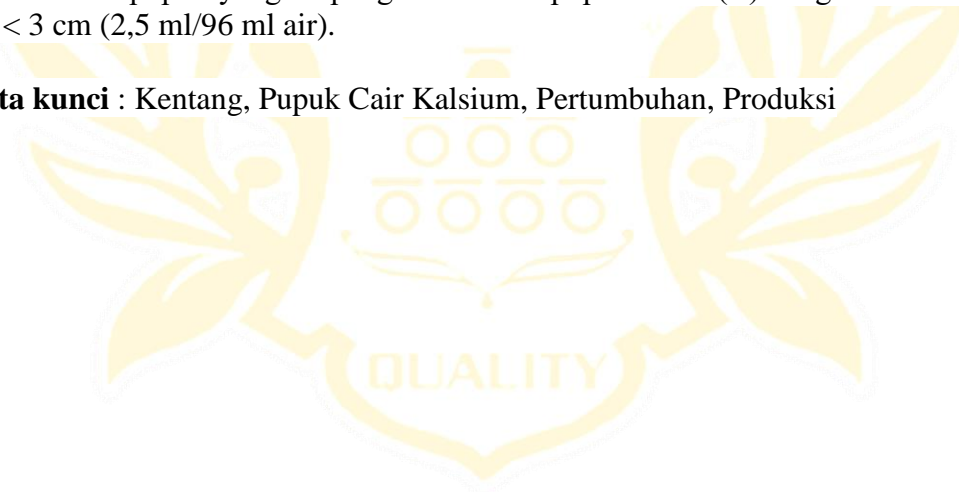 < 3 cm (2,5 ml/96 ml air).
ta kunci : Kentang, Pupuk Cair Kalsium, Pertumbuhan, Produksi
QUALITY